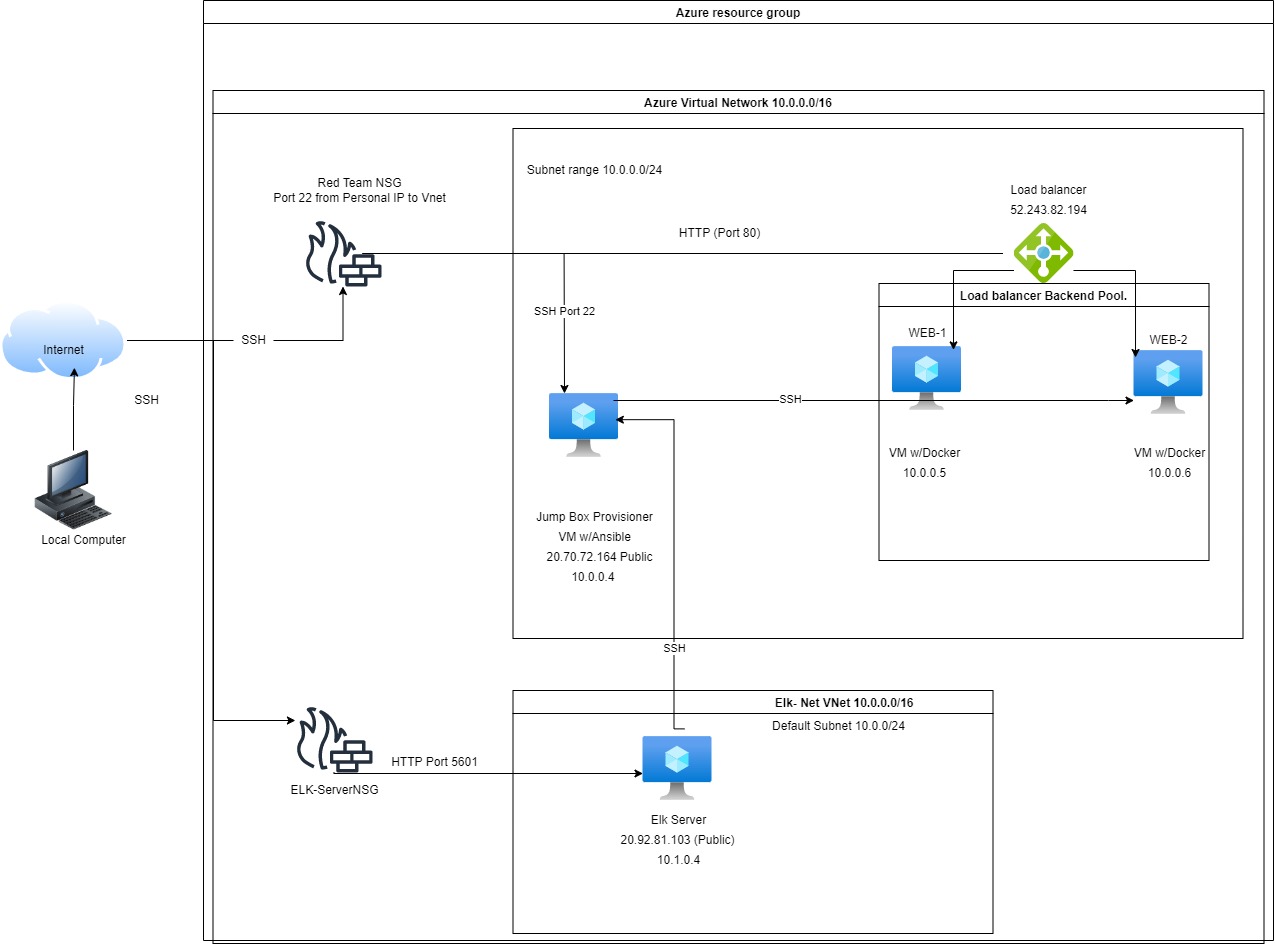 Azure resource group
Azure Virtual Network 10.0.0.0/16
Subnet range 10.0.0.0/24
Red Team NSG
Port 22 from Personal IP to Vnet
Load balancer
52.243.82.194
HTTP (Port 80)
Load balancer Backend Pool.
SSH Port 22
WEB-1
WEB-2
SSH
Internet
SSH
SSH
VM w/Docker
10.0.0.5
VM w/Docker
10.0.0.6
Local Computer
Jump Box Provisioner
VM w/Ansible
20.70.72.164 Public
10.0.0.4
SSH
Elk- Net VNet 10.0.0.0/16
Default Subnet 10.0.0/24
HTTP Port 5601
ELK-ServerNSG
Elk Server
20.92.81.103 (Public)
10.1.0.4